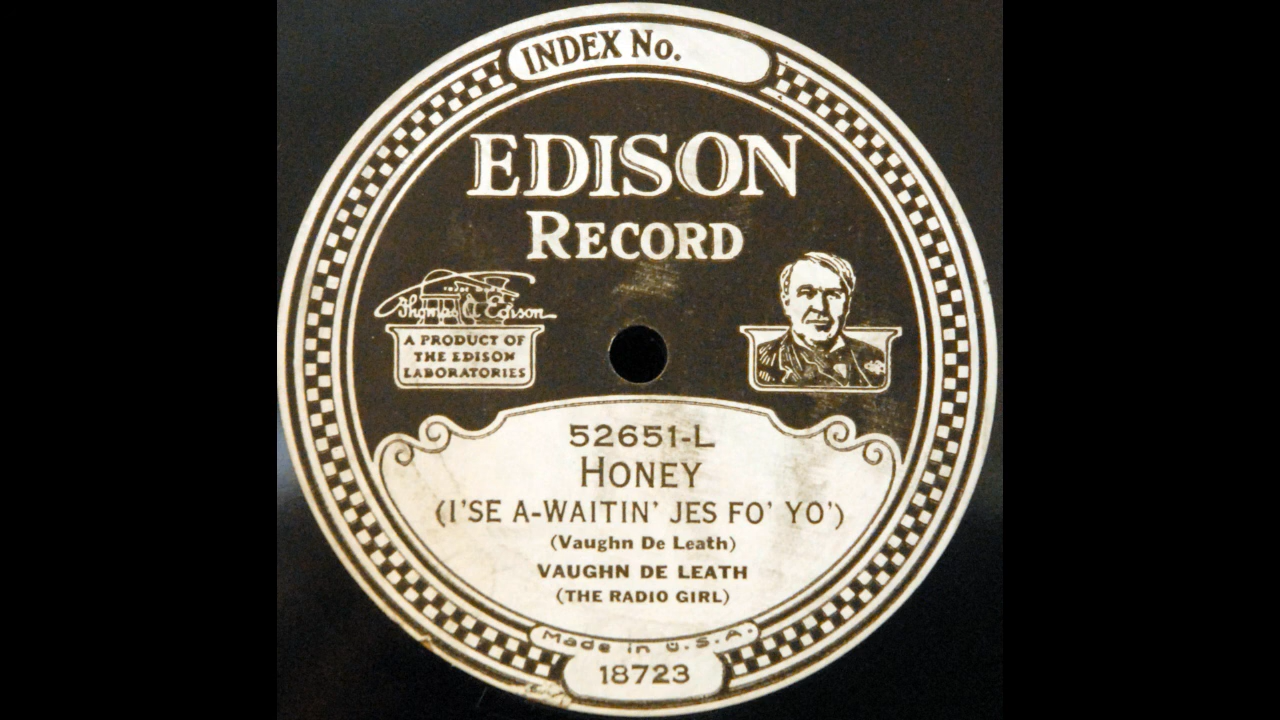 INDEX No.
EDISON
RECORD
Thomas A Edison
A PRODUCT OF
THE EDISON
LABORATORIES
52651-L
HONEY
(I'SE A-WAITIN' JES FO' YO')
(Vaughn De Leath)
VAUGHN DE LEATH
(THE RADIO GIRL)
Made in U.S.A.
18723